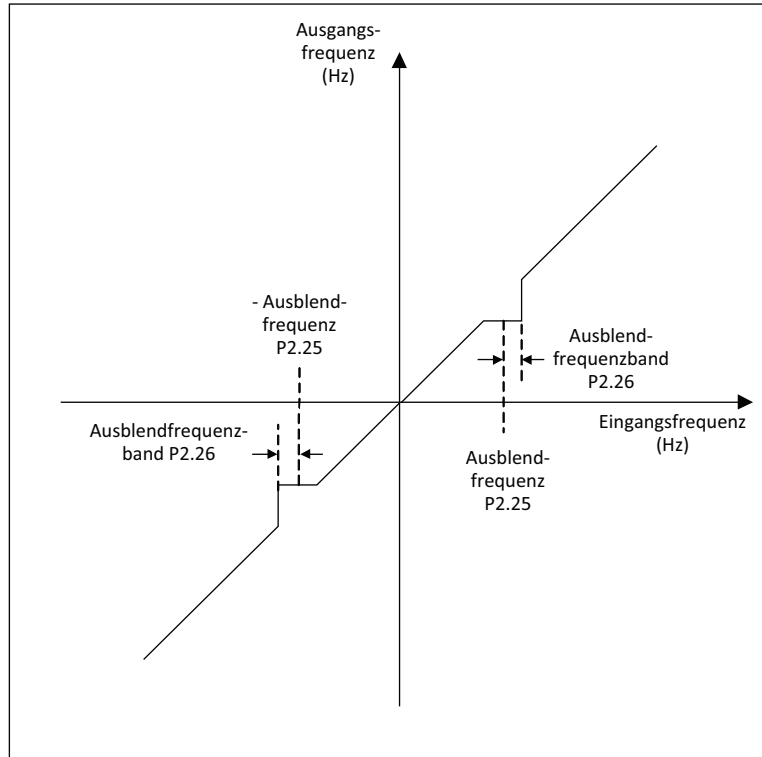 Ausgangs-
frequenz
(Hz)
- Ausblend-
frequenz
P2.25
Ausblend-
frequenzband
P2.26
Ausblendfrequenz-
band P2.26
Eingangsfrequenz
(Hz)
Ausblend-
frequenz
P2.25